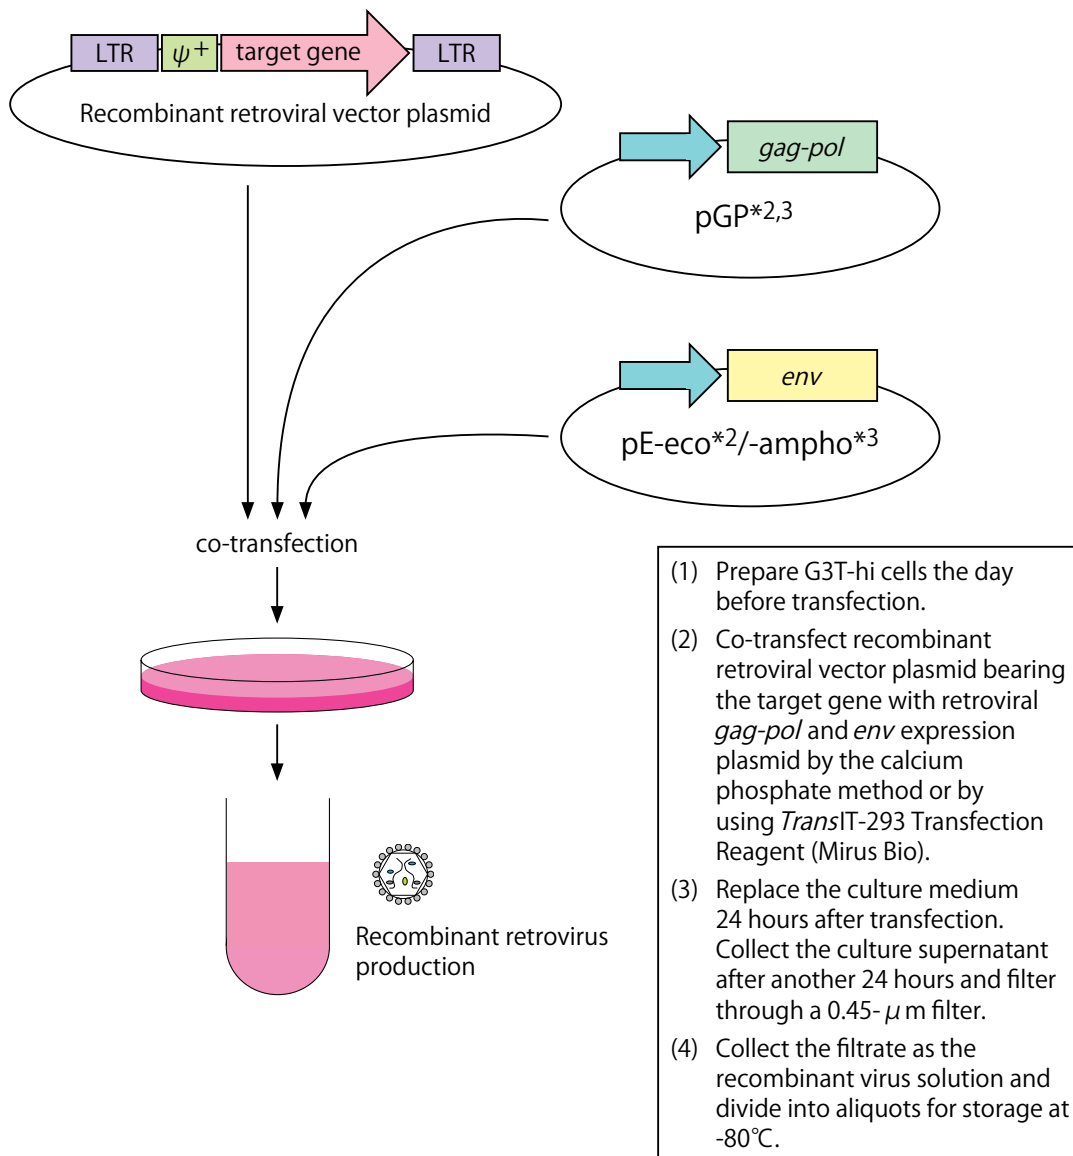 LTR ψ+ target gene LTR
Recombinant retroviral vector plasmid
gag-pol
pGP*2,3
env
pE-eco*2/-ampho*3
co-transfection
Recombinant retrovirus
production
(1) Prepare G3T-hi cells the day
before transfection.
(2) Co-transfect recombinant
retroviral vector plasmid bearing
the target gene with retroviral
gag-pol and env expression
plasmid by the calcium
phosphate method or by
using TransIT-293 Transfection
Reagent (Mirus Bio).
(3) Replace the culture medium
24 hours after transfection.
Collect the culture supernatant
after another 24 hours and filter
through a 0.45- μ m filter.
(4) Collect the filtrate as the
recombinant virus solution and
divide into aliquots for storage at
-80℃.